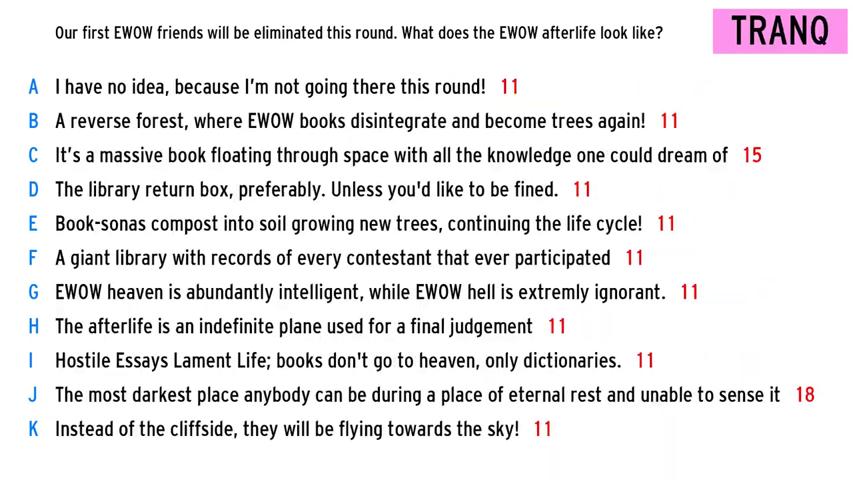 Our first EWOW friends will be eliminated this round. What does the EWOW afterlife look like?
TRANQ
A I have no idea, because I'm not going there this round! 11
B A reverse forest, where EWOW books disintegrate and become trees again! 11
C It's a massive book floating through space with all the knowledge one could dream of 15
D The library return box, preferably. Unless you'd like to be fined. 11
E Book-sonas compost into soil growing new trees, continuing the life cycle! 11
F A giant library with records of every contestant that ever participated 11
G EWOW heaven is abundantly intelligent, while EWOW hell is extremly ignorant. 11
H The afterlife is an indefinite plane used for a final judgement 11
I Hostile Essays Lament Life; books don't go to heaven, only dictionaries. 11
J The most darkest place anybody can be during a place of eternal rest and unable to sense it 18
K Instead of the cliffside, they will be flying towards the sky! 11